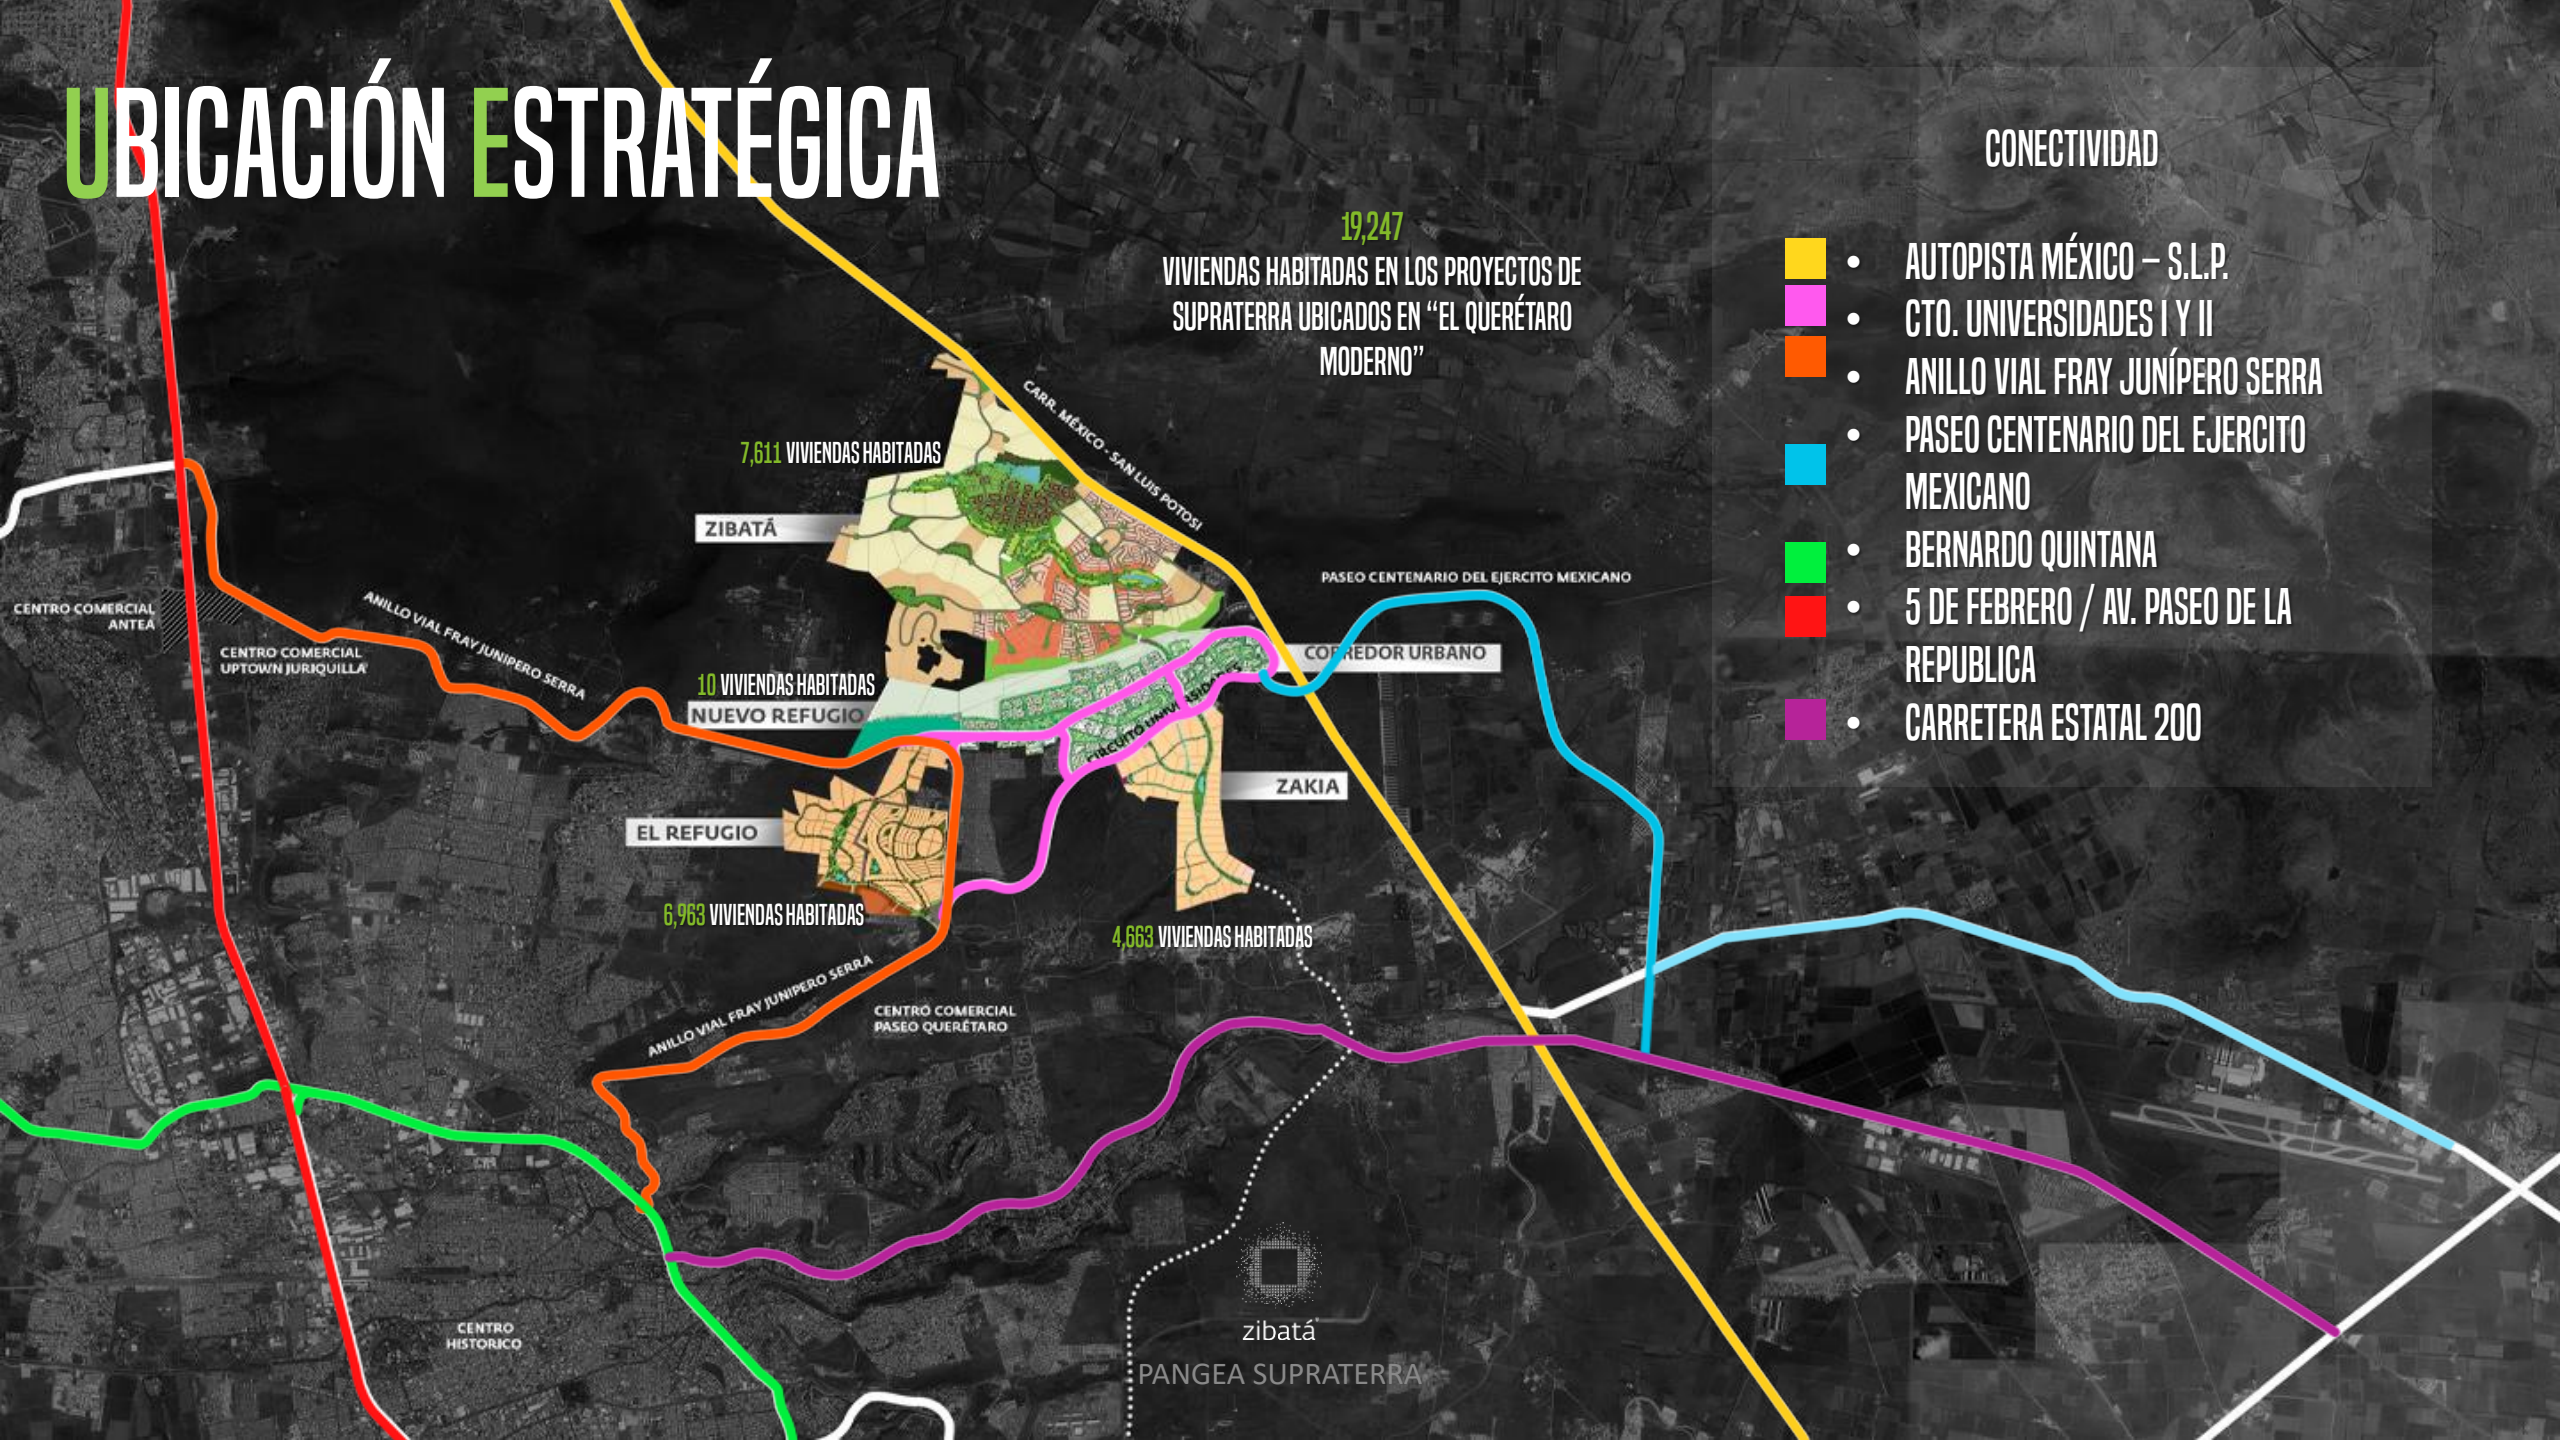 UBICACIÓN ESTRATÉGICA
19,247
VIVIENDAS HABITADAS EN LOS PROYECTOS DE
SUPRATERRA UBICADOS EN “EL QUERÉTARO
MODERNO”
CONECTIVIDAD
• AUTOPISTA MÉXICO – S.L.P.
• CTO. UNIVERSIDADES I Y II
• ANILLO VIAL FRAY JUNÍPERO SERRA
• PASEO CENTENARIO DEL EJERCITO
MEXICANO
• BERNARDO QUINTANA
• 5 DE FEBRERO / AV. PASEO DE LA
REPUBLICA
• CARRETERA ESTATAL 200
CARR. MÉXICO - SAN LUIS POTOSI
7,611 VIVIENDAS HABITADAS
ZIBATÁ
PASEO CENTENARIO DEL EJERCITO MEXICANO
CENTRO COMERCIAL
ANTEA
ANILLO VIAL FRAY JUNIPERO SERRA
CENTRO COMERCIAL
UPTOWN JURIQUILLA
CORREDOR URBANO
10 VIVIENDAS HABITADAS
NUEVO REFUGIO
CIRCUITO UNIVERSIDADES
ZAKIA
EL REFUGIO
6,963 VIVIENDAS HABITADAS
4,663 VIVIENDAS HABITADAS
ANILLO VIAL FRAY JUNIPERO SERRA
CENTRO COMERCIAL
PASEO QUERÉTARO
CENTRO
HISTORICO
zibatá
PANGEA SUPRATERRA